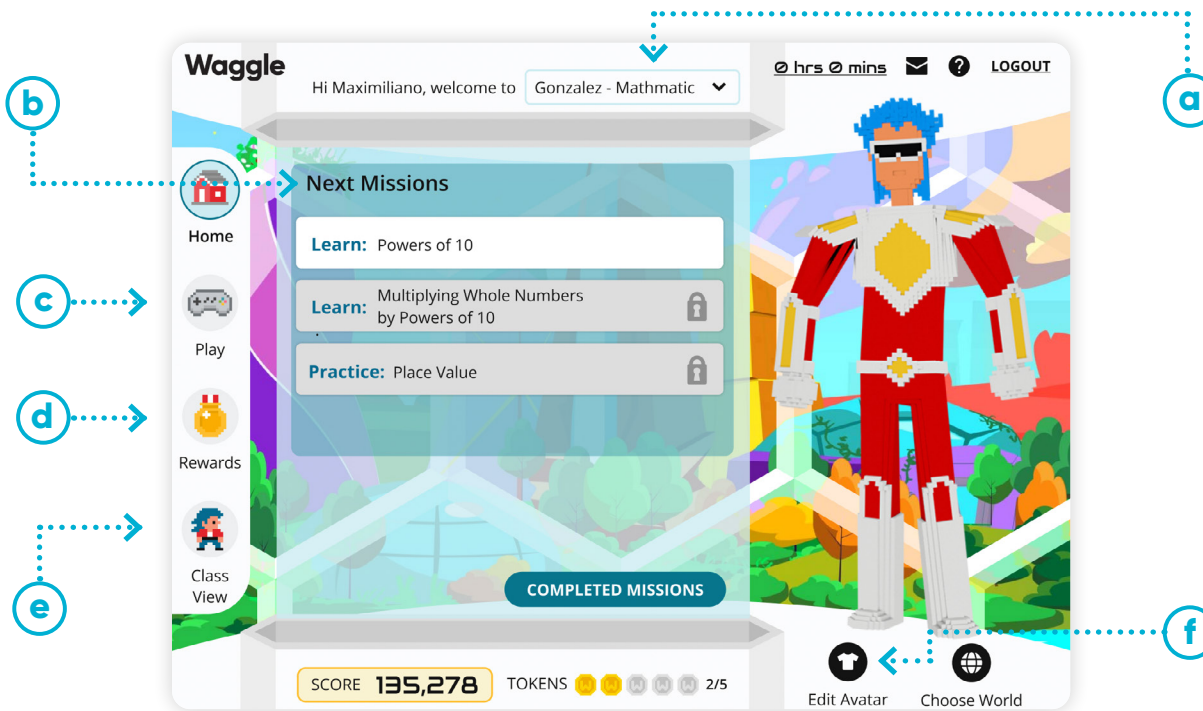 a
Waggle
Hi Maximiliano, welcome to Gonzalez - Mathmatic
0 hrs 0 mins
LOGOUT
b
Next Missions
Home
Learn: Powers of 10
c
Learn: Multiplying Whole Numbers
by Powers of 10
Play
Practice: Place Value
d
Rewards
e
Class
View
COMPLETED MISSIONS
f
SCORE 135,278 TOKENS W W W W W 2/5
Edit Avatar
Choose World